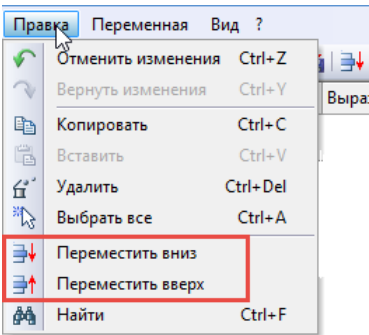 Правка Переменная Вид ?
Отменить изменения Ctrl+Z
Вернуть изменения Ctrl+Y
Копировать Ctrl+C
Вставить Ctrl+V
Удалить Ctrl+Del
Выбрать все Ctrl+A
Переместить вниз
Переместить вверх
Найти Ctrl+F